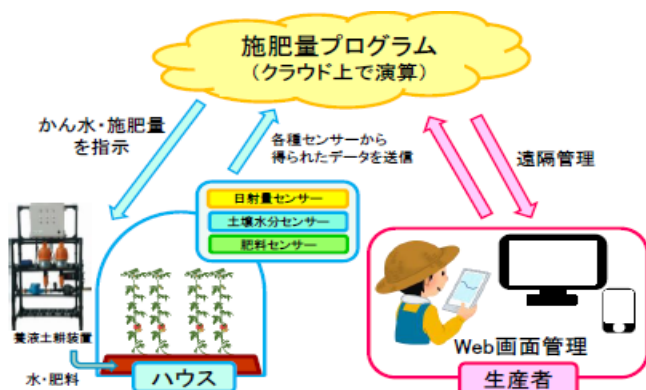 施肥量プログラム
（クラウド上で演算）
かん水・施肥量
を指示
各種センサーから
得られたデータを送信
遠隔管理
日射量センサー
土壌水分センサー
肥料センサー
養液土耕装置
水・肥料
ハウス
Web画面管理
生産者